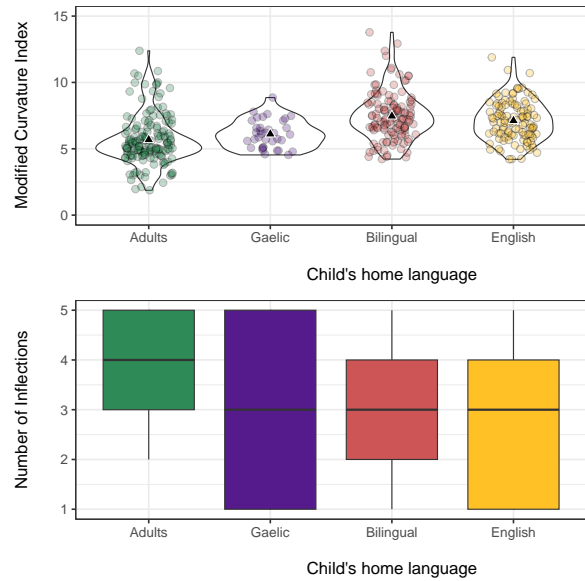 Modified Curvature Index
15
10
5
0
Adults Gaelic Bilingual English
Child's home language
Number of Inflections
5
4
3
2
1
Adults Gaelic Bilingual English
Child's home language